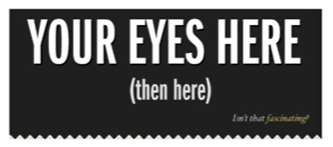 YOUR EYES HERE
(then here)
Isn't that fascinating?